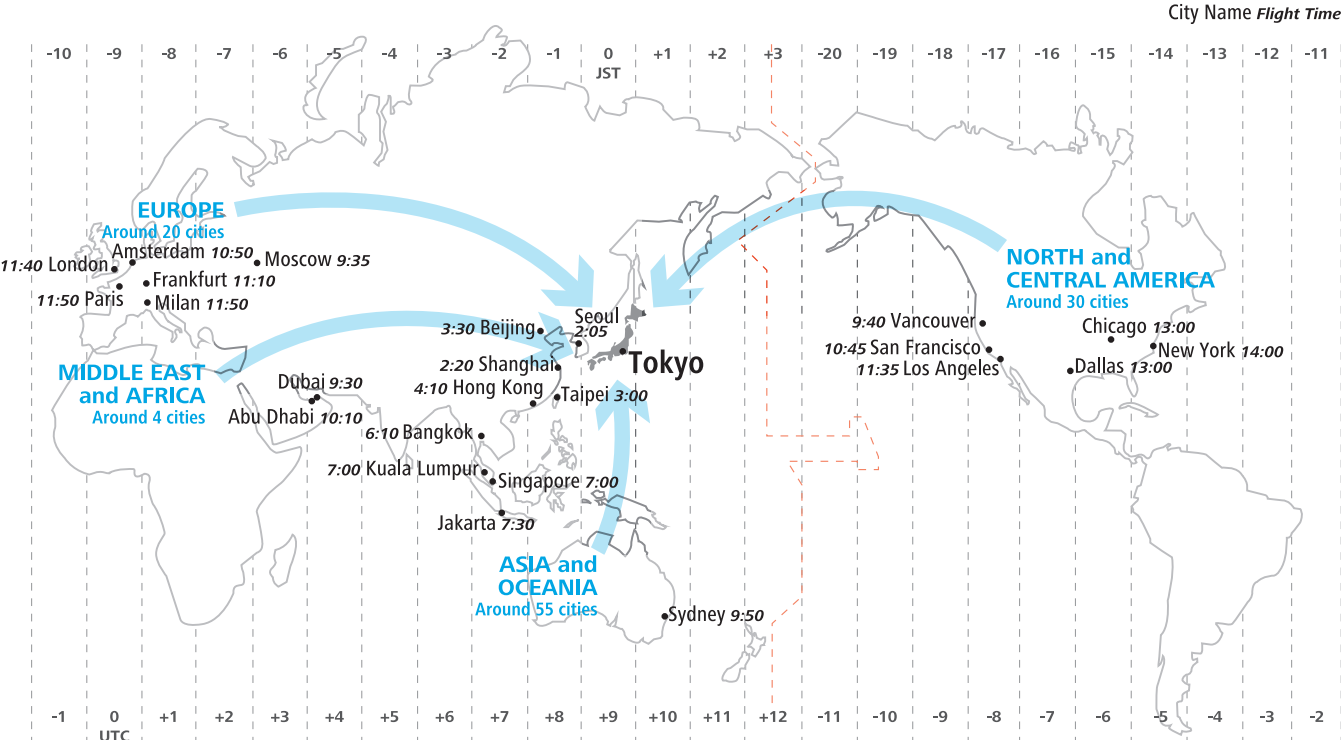 City Name Flight Time
-10 -9 -8 -7 -6 -5 -4 -3 -2 -1 0 +1 +2 +3 -20 -19 -18 -17 -16 -15 -14 -13 -12 -11
JST
EUROPE
Around 20 cities
Amsterdam 10:50
Moscow 9:35
11:40 London
Frankfurt 11:10
11:50 Paris
Milan 11:50
NORTH and
CENTRAL AMERICA
Around 30 cities
9:40 Vancouver
Chicago 13:00
10:45 San Francisco
New York 14:00
11:35 Los Angeles
Dallas 13:00
Seoul
2:05
3:30 Beijing
Tokyo
2:20 Shanghai
4:10 Hong Kong
Taipei 3:00
MIDDLE EAST
and AFRICA
Around 4 cities
Dubai 9:30
Abu Dhabi 10:10
6:10 Bangkok
7:00 Kuala Lumpur
Singapore 7:00
Jakarta 7:30
ASIA and
OCEANIA
Around 55 cities
Sydney 9:50
-1 0 +1 +2 +3 +4 +5 +6 +7 +8 +9 +10 +11 +12 -11 -10 -9 -8 -7 -6 -5 -4 -3 -2
UTC